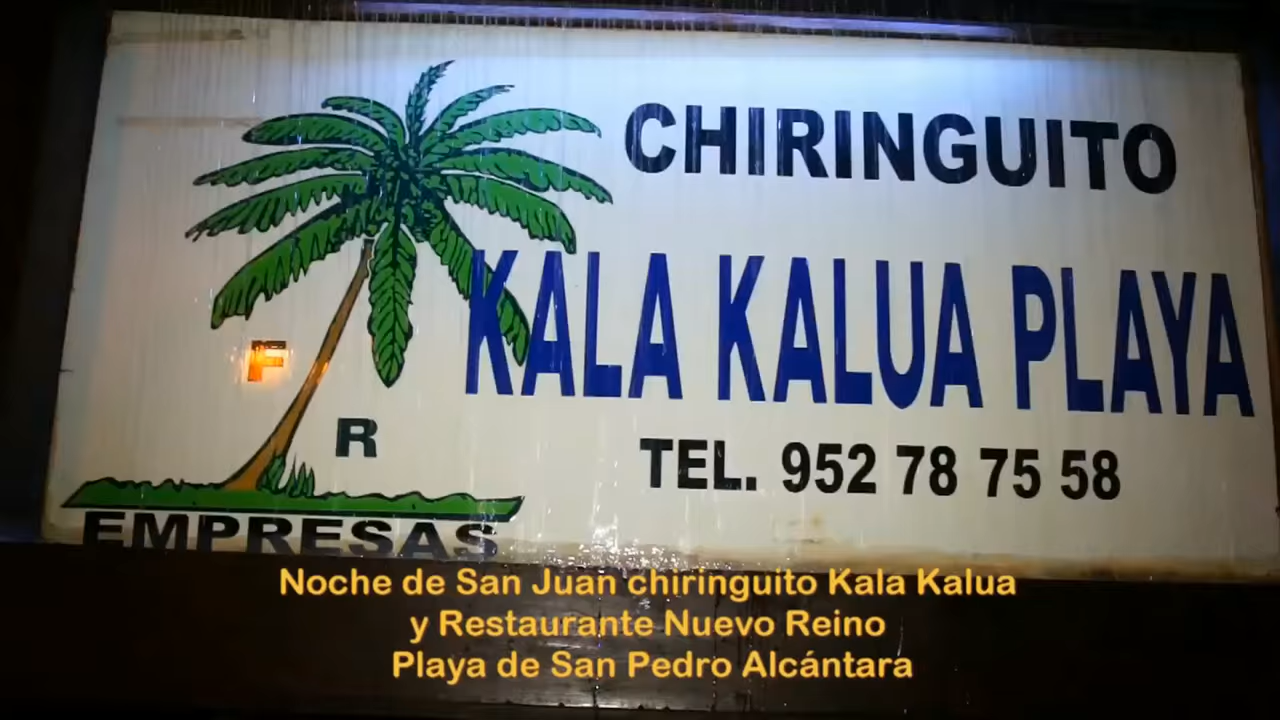 CHIRINGUITO
KALA KALUA PLAYA
TEL. 952 78 75 58
F
R
EMPRESAS
Noche de San Juan chiringuito Kala Kalua
y Restaurante Nuevo Reino
Playa de San Pedro Alcántara